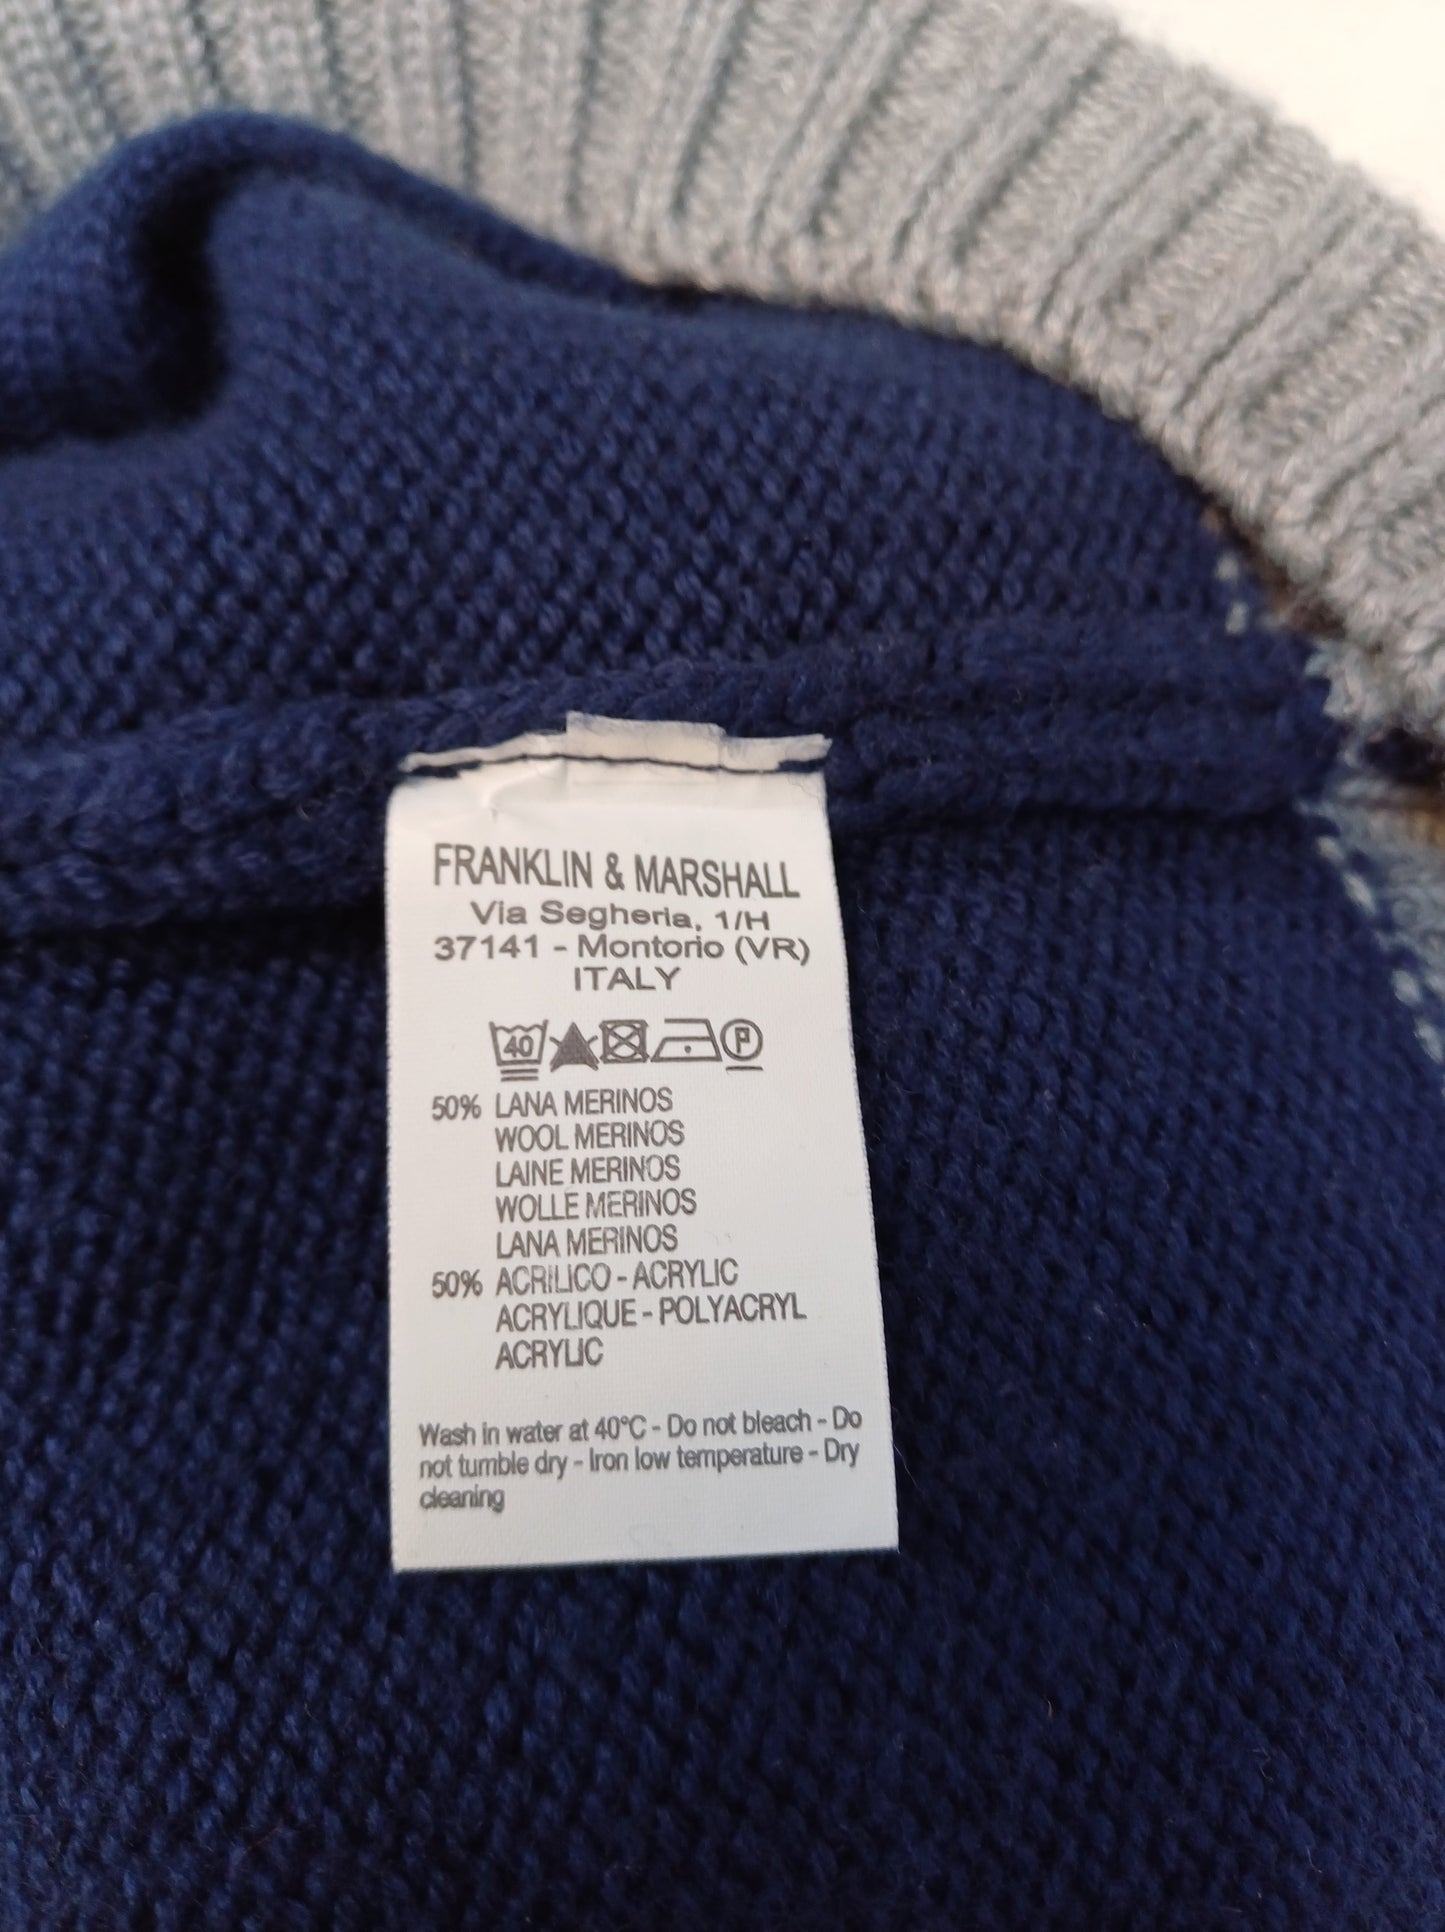 FRANKLIN & MARSHALL
Via Segheria, 1/H
37141 - Montorio (VR)
ITALY
40 P
50% LANA MERINOS
WOOL MERINOS
LAINE MERINOS
WOLLE MERINOS
LANA MERINOS
50% ACRILICO - ACRYLIC
ACRYLIQUE - POLYACRYL
ACRYLIC
Wash in water at 40°C - Do not bleach - Do
not tumble dry - Iron low temperature - Dry
cleaning